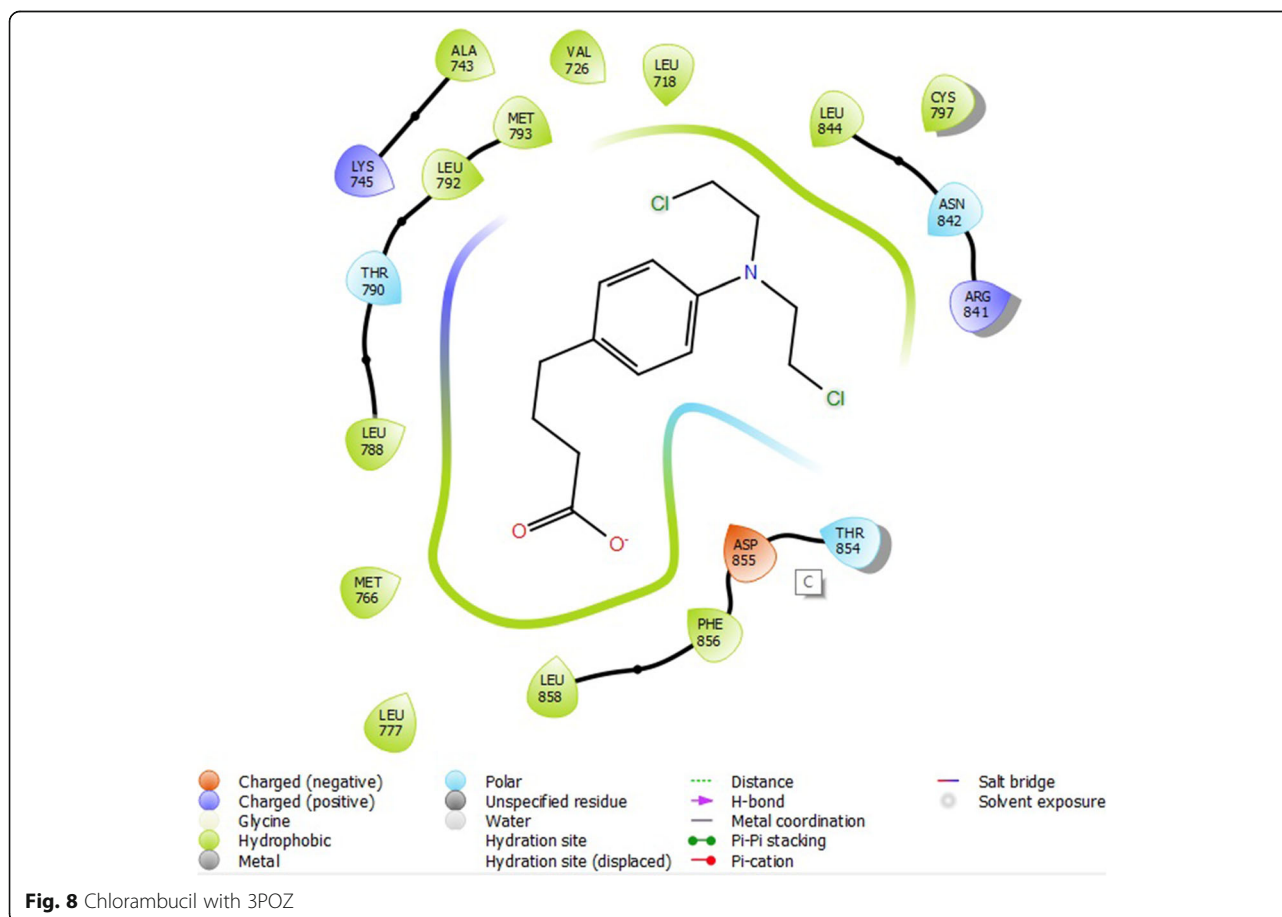 ALA
743
VAL
726
LEU
718
MET
793
LEU
844
CYS
797
LYS
745
LEU
792
Cl
ASN
842
THR
790
N
ARG
841
Cl
LEU
788
O
O-
ASP
855
THR
854
C
MET
766
PHE
856
LEU
858
LEU
777
Charged (negative)
Charged (positive)
Glycine
Hydrophobic
Metal
Polar
Unspecified residue
Water
Hydration site
Hydration site (displaced)
Distance
H-bond
Metal coordination
Pi-Pi stacking
Pi-cation
Salt bridge
Solvent exposure
Fig. 8 Chlorambucil with 3POZ